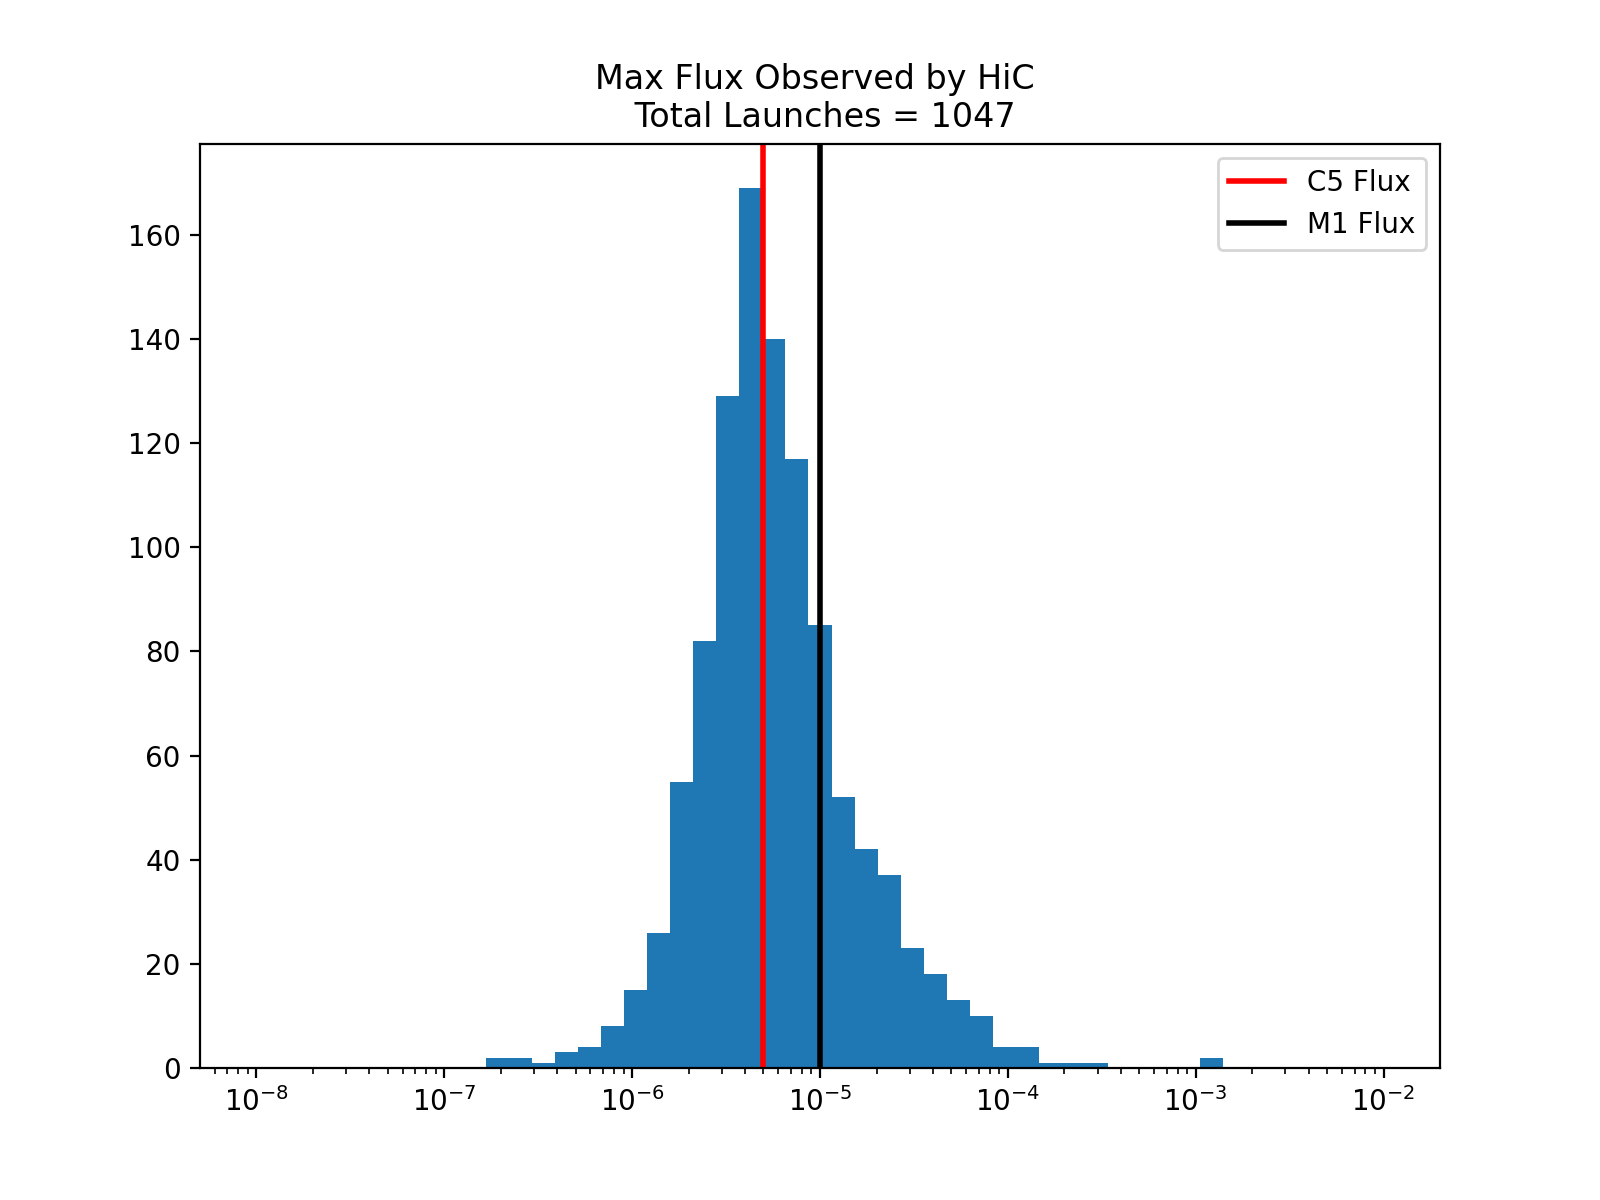 Max Flux Observed by HiC
Total Launches = 1047
C5 Flux
M1 Flux
160
140
120
100
80
60
40
20
0
10⁻⁸ 10⁻⁷ 10⁻⁶ 10⁻⁵ 10⁻⁴ 10⁻³ 10⁻²